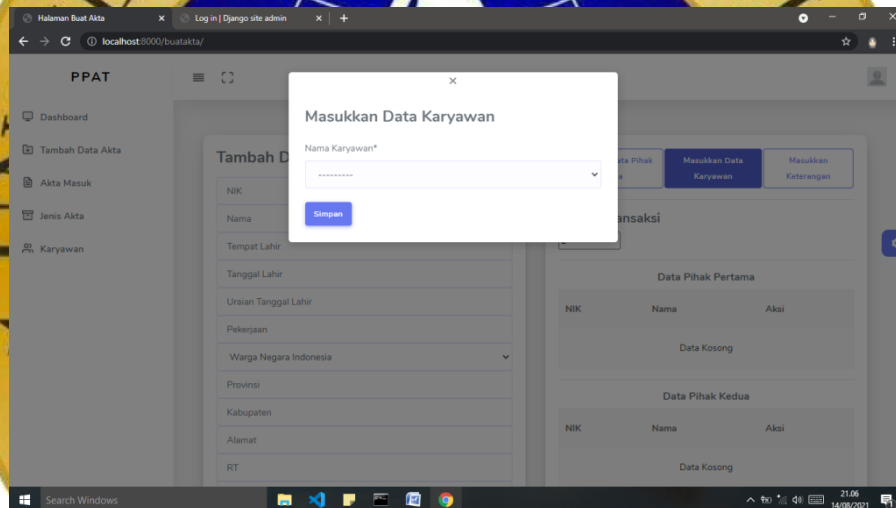 Halaman Buat Akta
Log in | Django site admin
localhost:8000/buatakta/
PPAT
Dashboard
Tambah Data Akta
Akta Masuk
Jenis Akta
Karyawan
Masukkan Data Karyawan
Nama Karyawan*
---------
Simpan
Tambah D
NIK
Nama
Tempat Lahir
Tanggal Lahir
Uraian Tanggal Lahir
Pekerjaan
Warga Negara Indonesia
Provinsi
Kabupaten
Alamat
RT
ata Pihak
a
Masukkan Data
Karyawan
Masukkan
Keterangan
ansaksi
Data Pihak Pertama
NIK Nama Aksi
Data Kosong
Data Pihak Kedua
NIK Nama Aksi
Data Kosong
Search Windows
21.06
14/08/2021